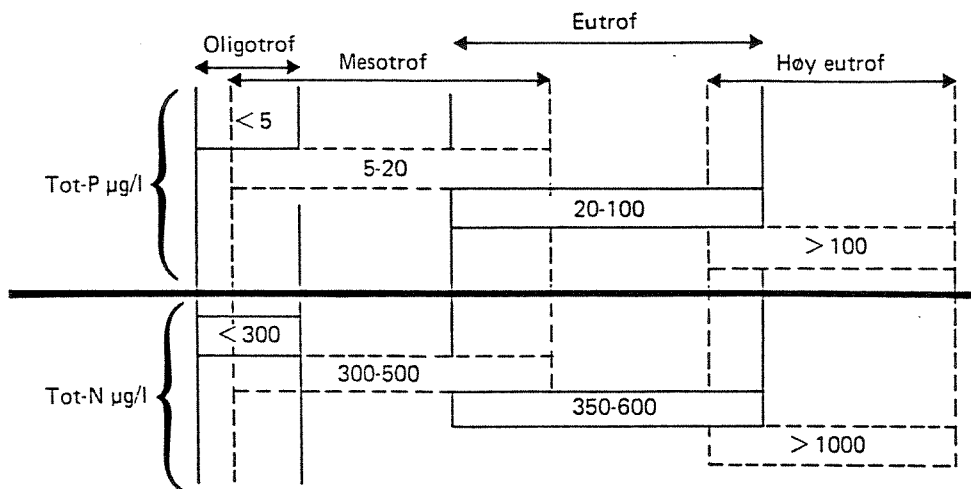 Eutrof
Oligotrof
Mesotrof
Høy eutrof
< 5
5-20
Tot-P µg/l
20-100
> 100
< 300
300-500
Tot-N µg/l
350-600
> 1000